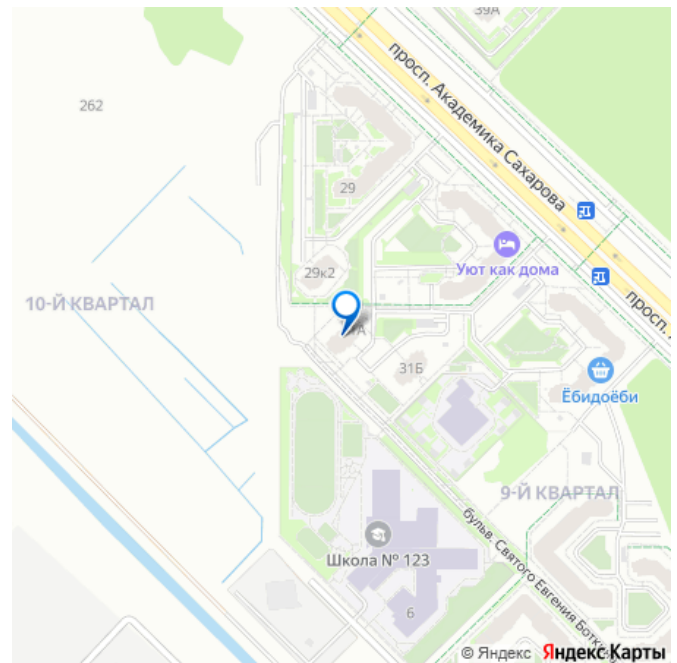 39А
просп. Академика Сахарова
262
29
Уют как дома
29к2
10-Й КВАРТАЛ
просп.
31Б
Ёбидоёби
9-Й КВАРТАЛ
бульв. Святого Евгения Ботк
Школа № 123
6
© Яндекс Яндекс Карты